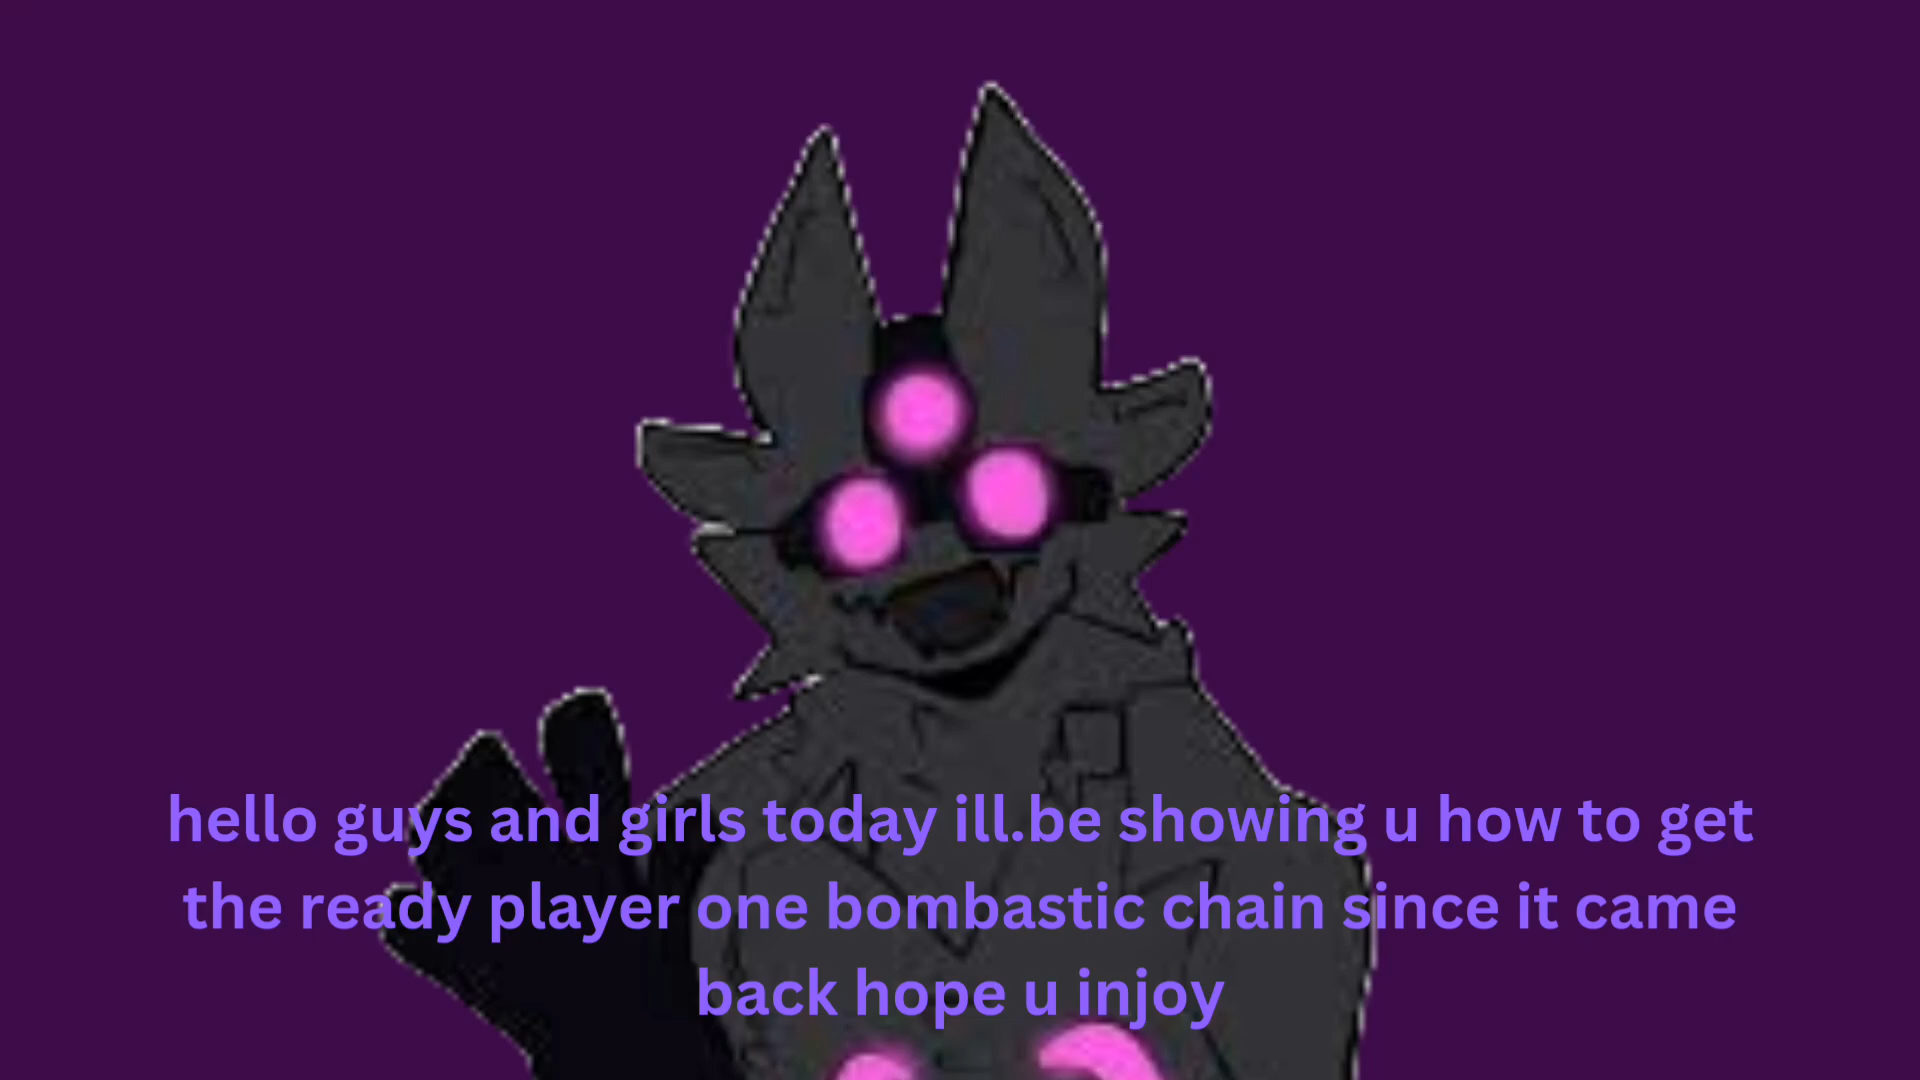 hello guys and girls today ill.be showing u how to get
the ready player one bombastic chain since it came
back hope u injoy